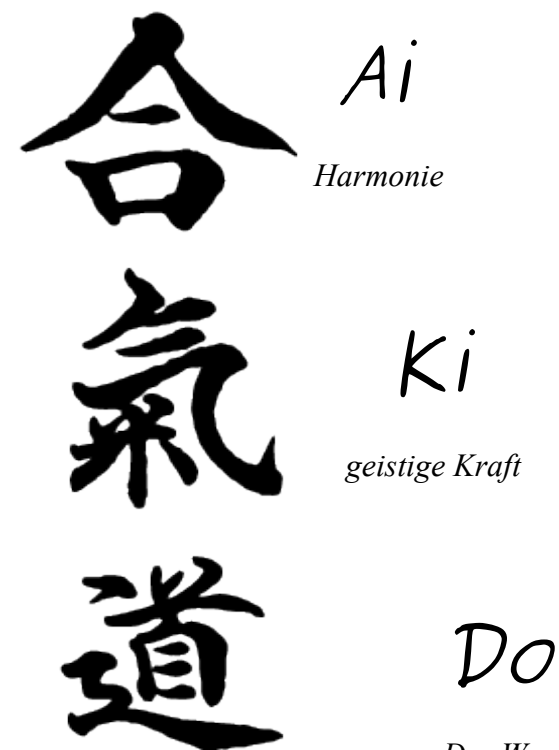 合
Ai
Harmonie
氣
Ki
geistige Kraft
道
Do